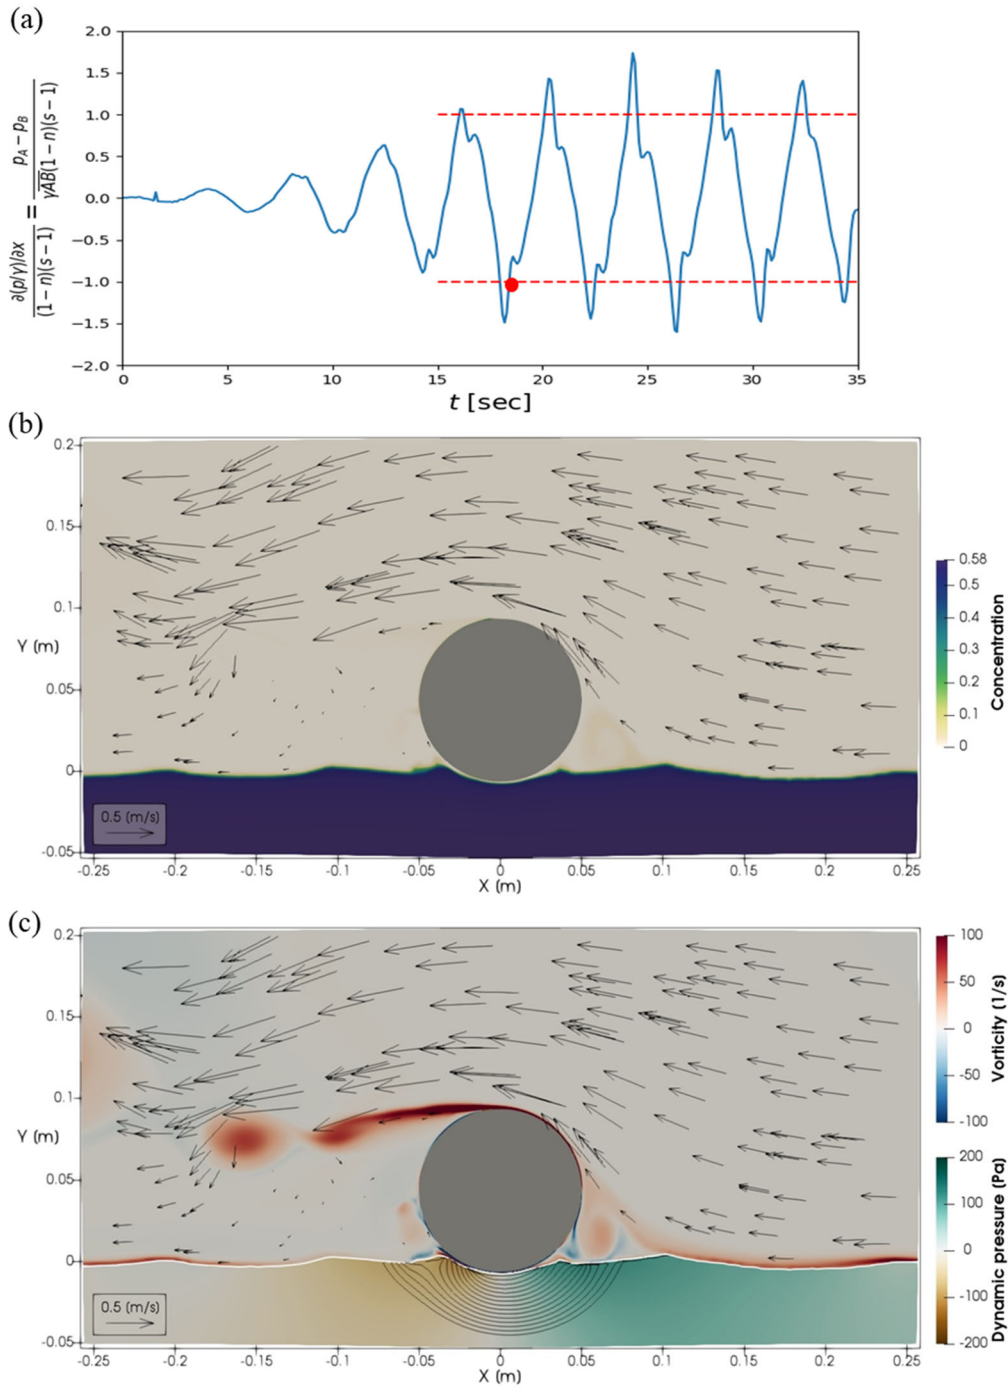 (a)
2.0
1.5
1.0
0.5
0.0
−0.5
−1.0
−1.5
−2.0
∂(p/γ)/∂x / (1 − n)(s − 1) = p_A − p_B / γAB(1 − n)(s − 1)
0 5 10 15 20 25 30 35
t [sec]
(b)
0.2
0.15
0.1
Y (m)
0.05
0
-0.05
0.5 (m/s)
-0.25 -0.2 -0.15 -0.1 -0.05 0 0.05 0.1 0.15 0.2 0.25
X (m)
0.58
0.5
0.4
0.3
0.2
0.1
0
Concentration
(c)
0.2
0.15
0.1
Y (m)
0.05
0
-0.05
0.5 (m/s)
-0.25 -0.2 -0.15 -0.1 -0.05 0 0.05 0.1 0.15 0.2 0.25
X (m)
100
50
0
-50
-100
Vorticity (1/s)
200
100
0
-100
-200
Dynamic pressure (Pa)